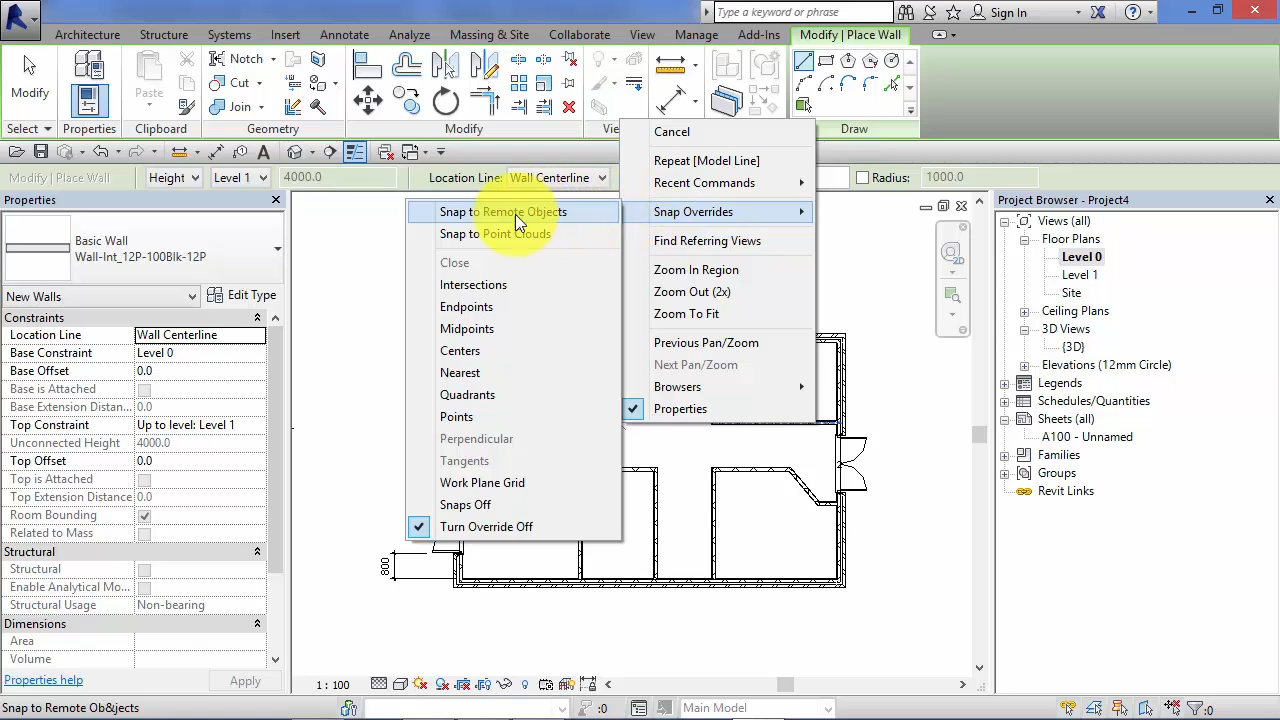 Type a keyword or phrase
Sign In
Architecture
Structure
Systems
Insert
Annotate
Analyze
Massing & Site
Collaborate
View
Manage
Add-Ins
Modify | Place Wall
Modify
Paste
Notch
Cut
Join
Select
Properties
Clipboard
Geometry
Modify
Draw
Modify | Place Wall
Height
Level 1
4000.0
Location Line:
Wall Centerline
Radius:
1000.0
Properties
Basic Wall
Wall-Int_12P-100Blk-12P
New Walls
Edit Type
Constraints
Location Line
Wall Centerline
Base Constraint
Level 0
Base Offset
0.0
Base is Attached
Base Extension Distan...
Top Constraint
Up to level: Level 1
Unconnected Height
4000.0
Top Offset
0.0
Top is Attached
Top Extension Distanc...
Room Bounding
Related to Mass
Structural
Structural
Enable Analytical Mo...
Structural Usage
Non-bearing
Dimensions
Area
Volume
Properties help
Apply
Cancel
Repeat [Model Line]
Recent Commands
Snap Overrides
Find Referring Views
Zoom In Region
Zoom Out (2x)
Zoom To Fit
Previous Pan/Zoom
Next Pan/Zoom
Browsers
Properties
Snap to Remote Objects
Snap to Point Clouds
Close
Intersections
Endpoints
Midpoints
Centers
Nearest
Quadrants
Points
Perpendicular
Tangents
Work Plane Grid
Snaps Off
Turn Override Off
800
2D
Project Browser - Project4
Views (all)
Floor Plans
Level 0
Level 1
Site
Ceiling Plans
3D Views
{3D}
Elevations (12mm Circle)
Legends
Schedules/Quantities
Sheets (all)
A100 - Unnamed
Families
Groups
Revit Links
1 : 100
Snap to Remote Ob&jects
:0
Main Model
:0